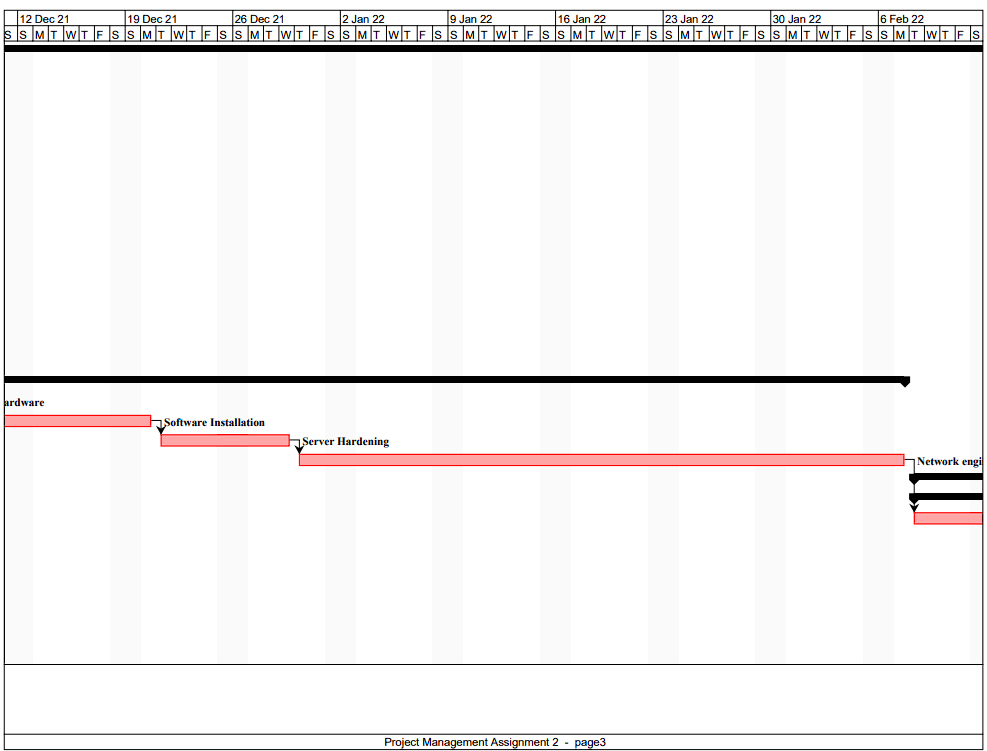 12 Dec 21 19 Dec 21 26 Dec 21 2 Jan 22 9 Jan 22 16 Jan 22 23 Jan 22 30 Jan 22 6 Feb 22
S S M T W T F S S M T W T F S S M T W T F S S M T W T F S S M T W T F S S M T W T F S S M T W T F S S M T W T F S S M T W T F S
ardware
Software Installation
Server Hardening
Network engi
Project Management Assignment 2 - page3